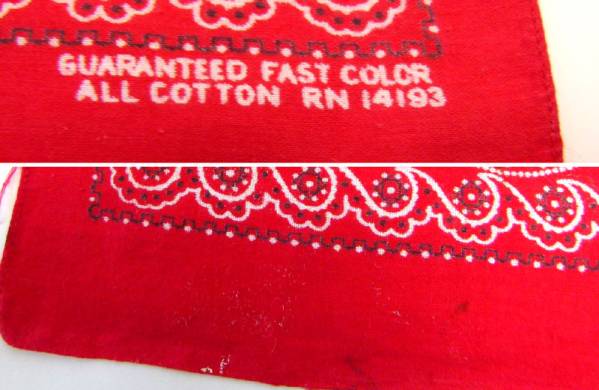 GUARANTEED FAST COLOR
ALL COTTON RN 14193